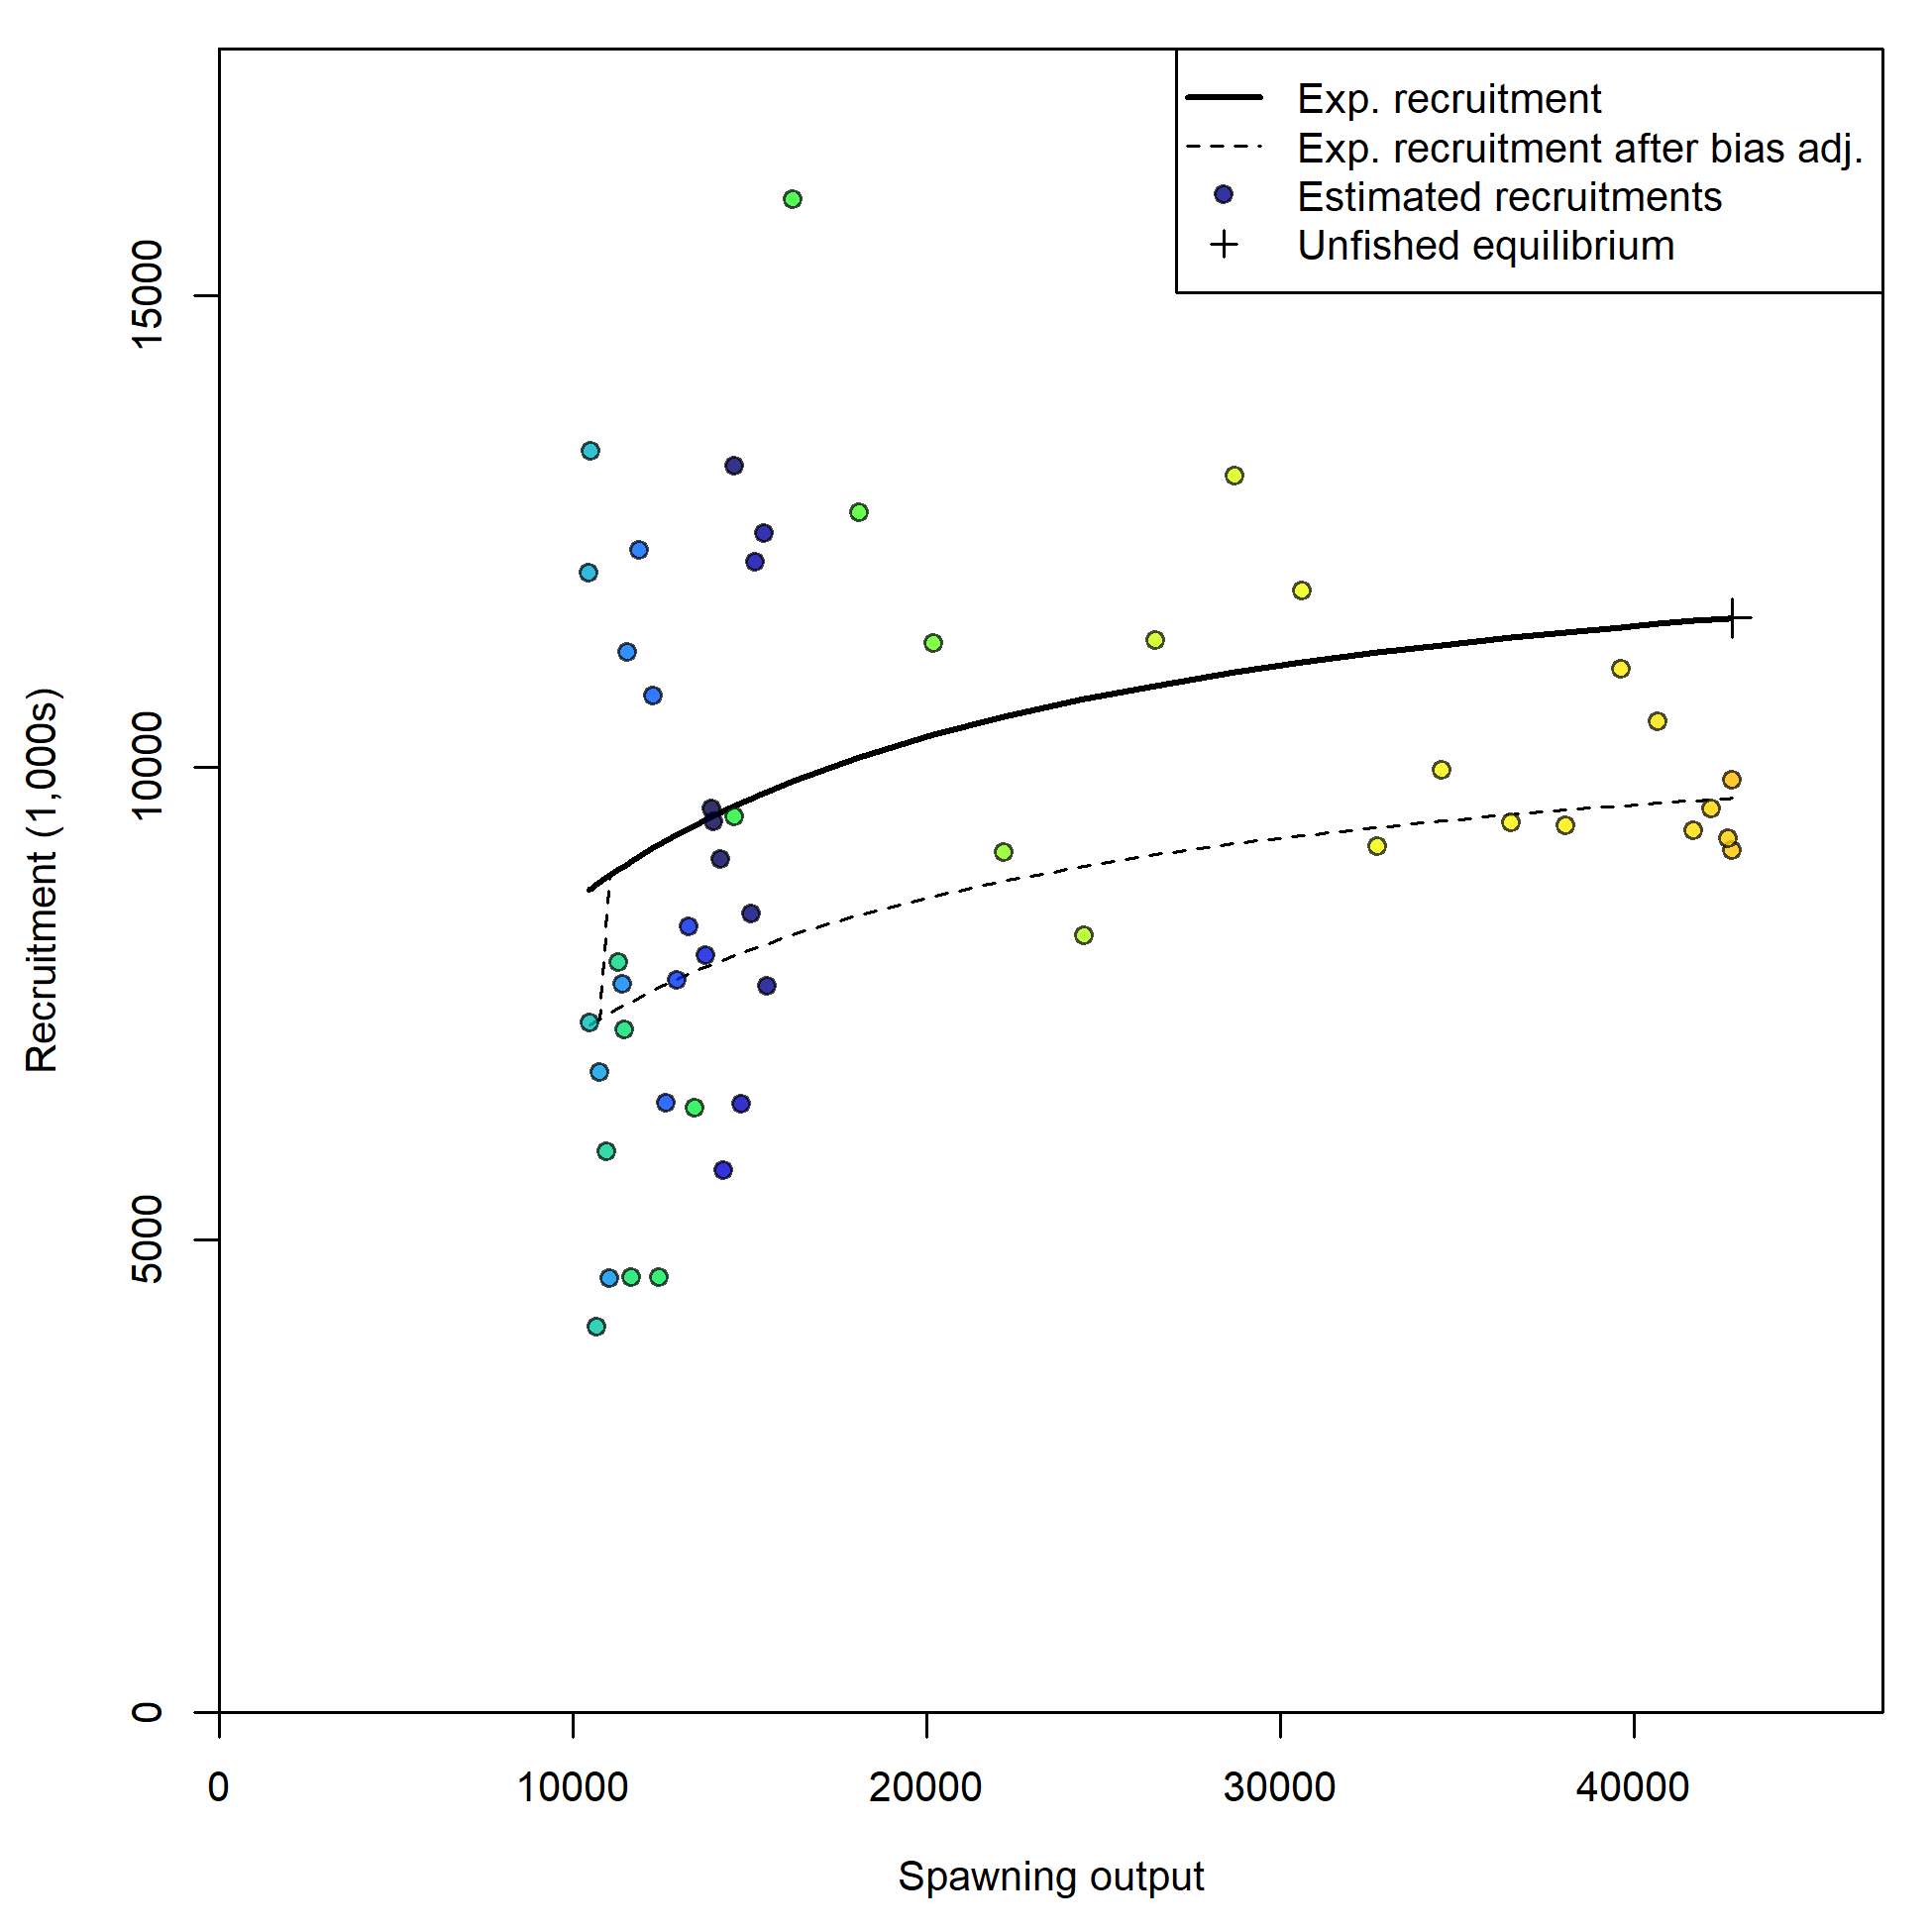 Exp. recruitment
Exp. recruitment after bias adj.
Estimated recruitments
Unfished equilibrium
Recruitment (1,000s)
15000
10000
5000
0
0 10000 20000 30000 40000
Spawning output